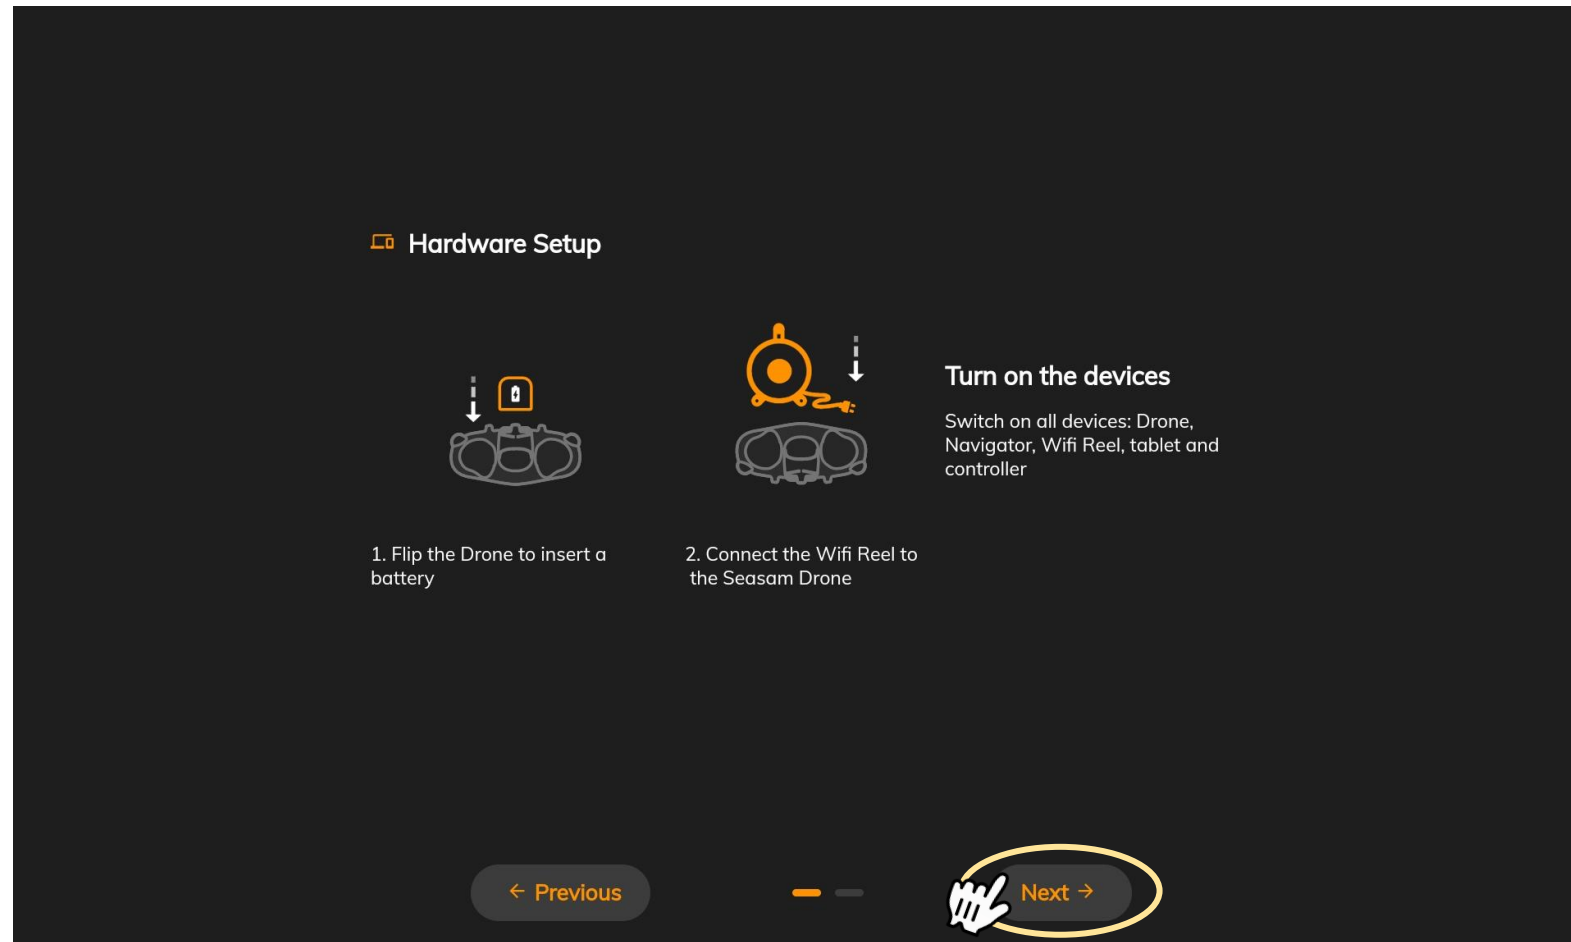 Hardware Setup
Turn on the devices
Switch on all devices: Drone,
Navigator, Wifi Reel, tablet and
controller
1. Flip the Drone to insert a
battery
2. Connect the Wifi Reel to
the Seasam Drone
← Previous
Next →